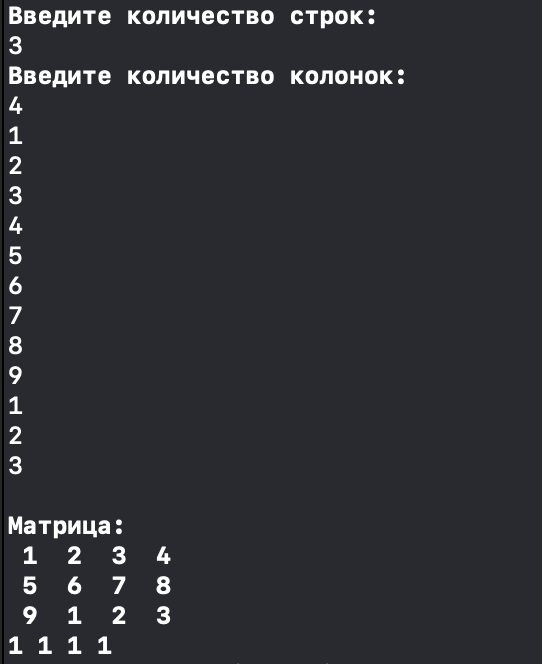 Введите количество строк:
3
Введите количество колонок:
4
1
2
3
4
5
6
7
8
9
1
2
3

Матрица:
1 2 3 4
5 6 7 8
9 1 2 3
1 1 1 1